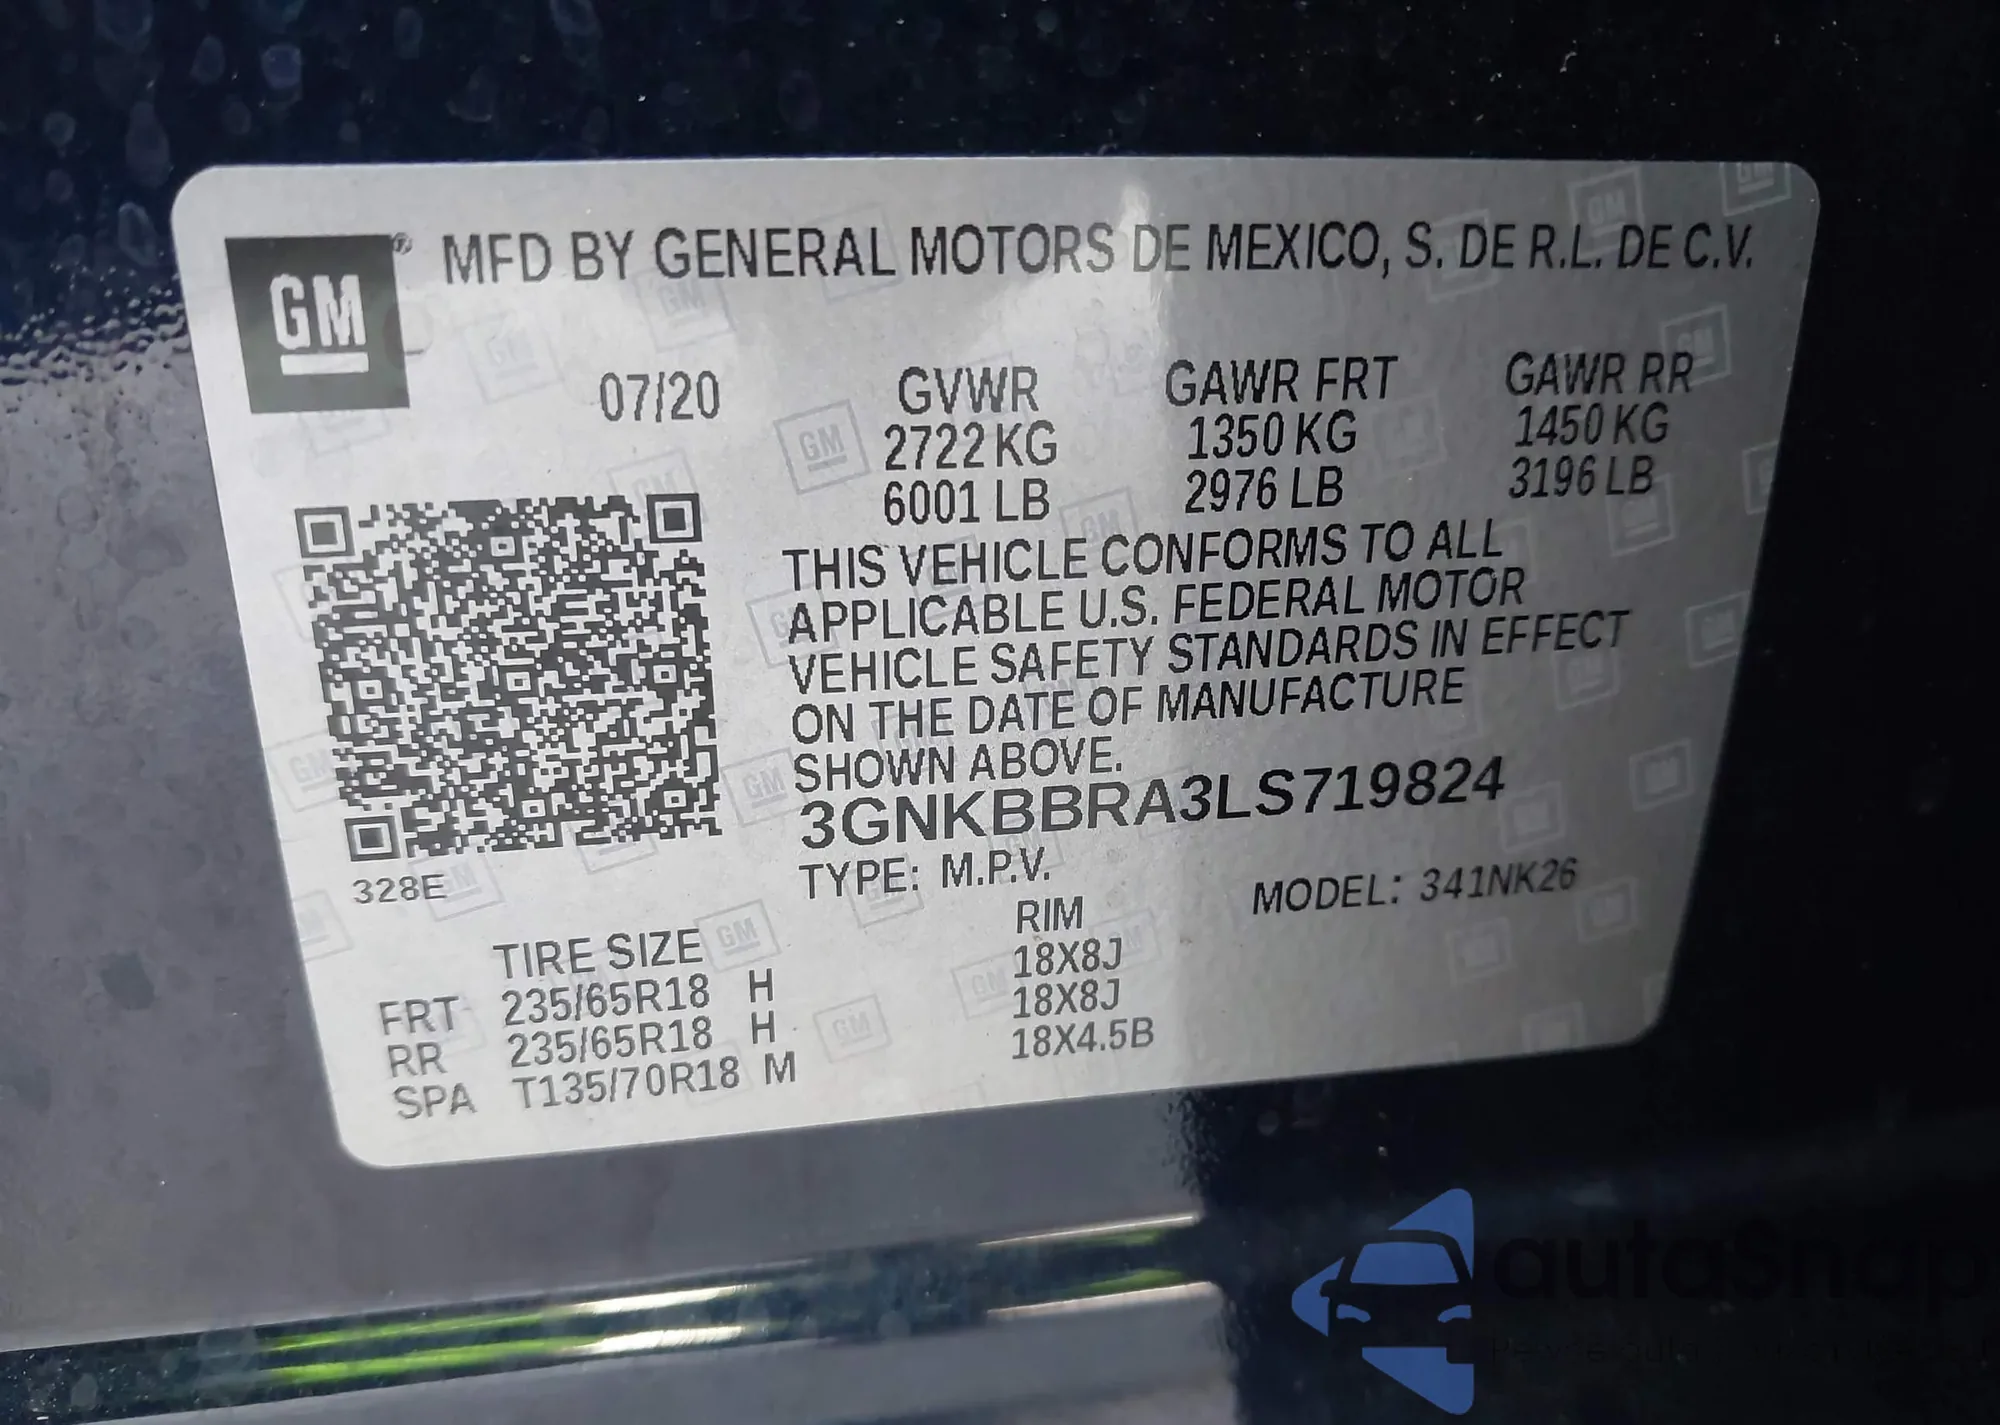 GM® MFD BY GENERAL MOTORS DE MEXICO, S. DE R.L. DE C.V.
07/20 GVWR GAWR FRT GAWR RR
2722 KG 1350 KG 1450 KG
6001 LB 2976 LB 3196 LB
THIS VEHICLE CONFORMS TO ALL
APPLICABLE U.S. FEDERAL MOTOR
VEHICLE SAFETY STANDARDS IN EFFECT
ON THE DATE OF MANUFACTURE
SHOWN ABOVE.
3GNKBBRA3LS719824
328E TYPE: M.P.V. MODEL: 341NK26
TIRE SIZE RIM
FRT 235/65R18 H 18X8J
RR 235/65R18 H 18X8J
SPA T135/70R18 M 18X4.5B
autoSnap